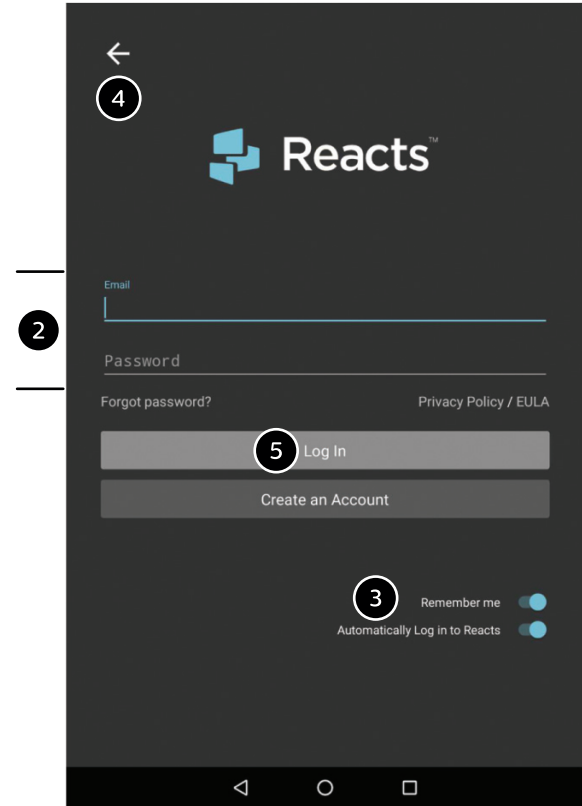 4
Reacts™
Email
2
Password
Forgot password? Privacy Policy / EULA
5 Log In
Create an Account
3 Remember me
Automatically Log in to Reacts